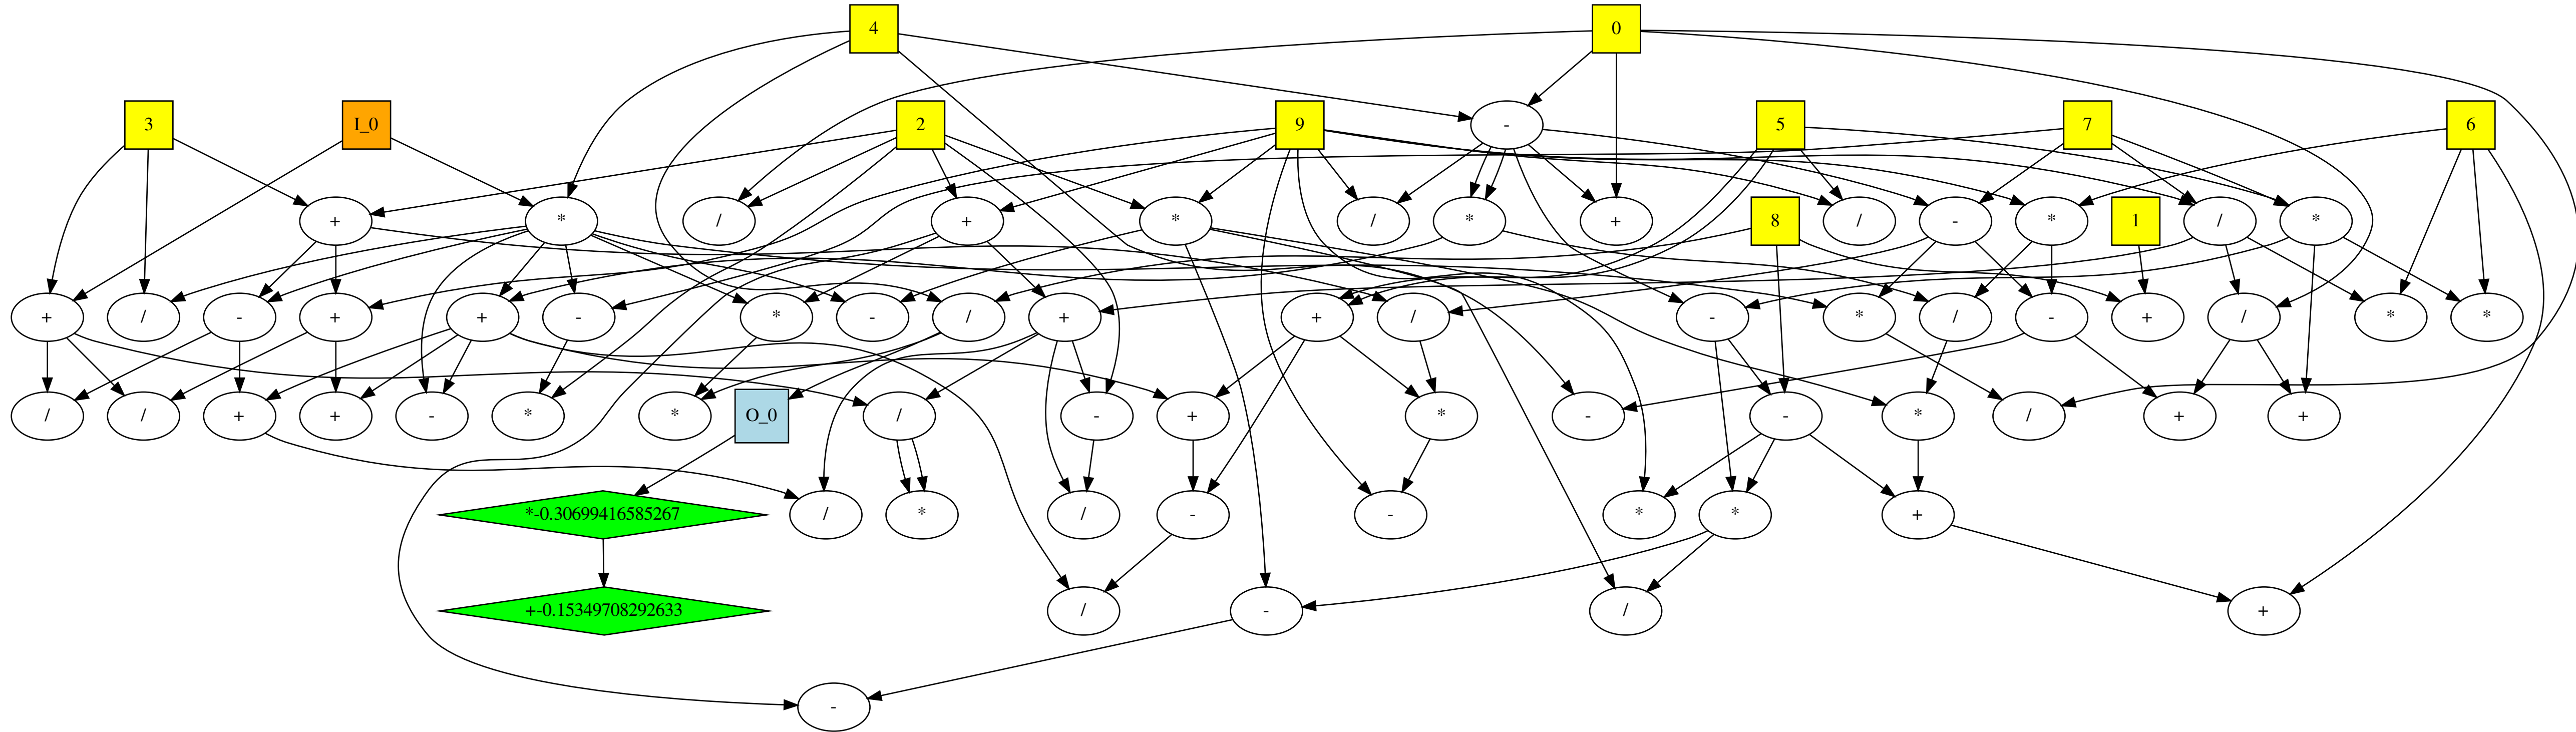 4 0
3 I_0 2 9 - 5 7 6
+ * / + * / * + 8 / - * 1 / *
+ / - + + - * - / + + / - * / - + / * *
/ / + + - * * O_0 / - + * - - * / + +
*-0.30699416585267 / * / - - * * +
+-0.15349708292633 / - / +
-